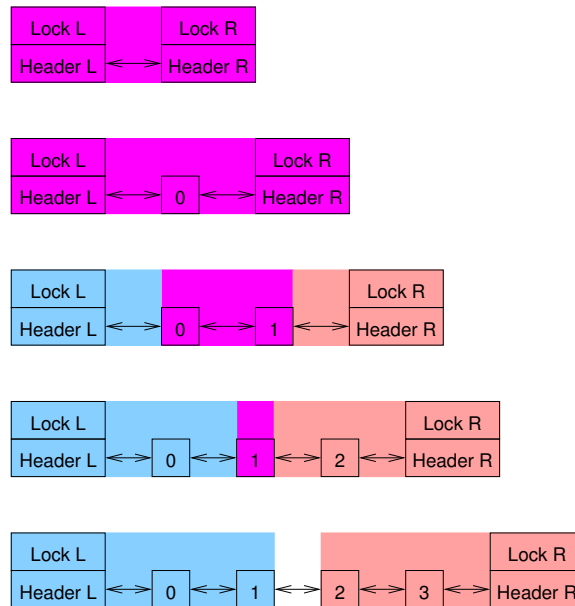 Lock L Lock R
Header L Header R
Lock L Lock R
Header L 0 Header R
Lock L Lock R
Header L 0 1 Header R
Lock L Lock R
Header L 0 1 2 Header R
Lock L Lock R
Header L 0 1 2 3 Header R